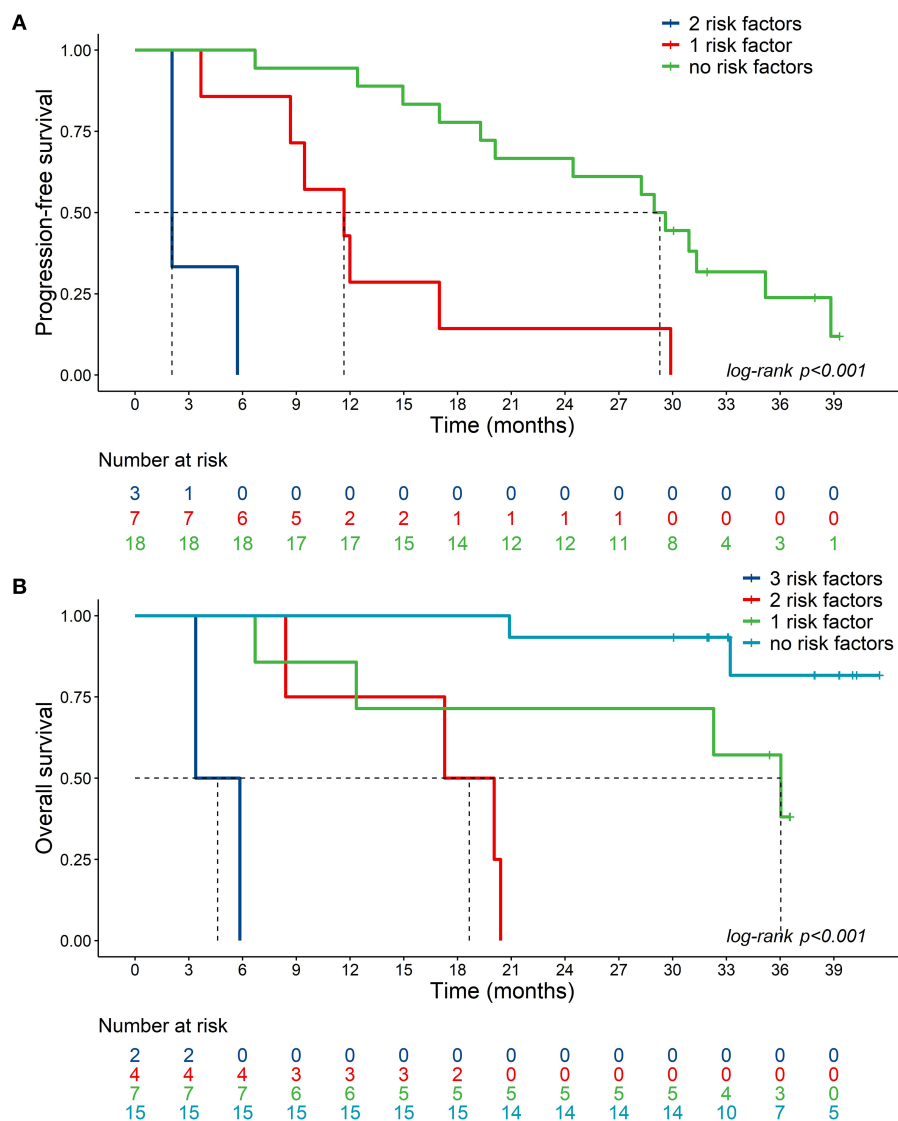 A
2 risk factors
1 risk factor
no risk factors
1.00
0.75
0.50
0.25
0.00
Progression-free survival
log-rank p<0.001
0 3 6 9 12 15 18 21 24 27 30 33 36 39
Time (months)
Number at risk
3 1 0 0 0 0 0 0 0 0 0 0 0 0
7 7 6 5 2 2 1 1 1 1 0 0 0 0
18 18 18 17 17 15 14 12 12 11 8 4 3 1
B
3 risk factors
2 risk factors
1 risk factor
no risk factors
1.00
0.75
0.50
0.25
0.00
Overall survival
log-rank p<0.001
0 3 6 9 12 15 18 21 24 27 30 33 36 39
Time (months)
Number at risk
2 2 0 0 0 0 0 0 0 0 0 0 0 0
4 4 4 3 3 3 2 0 0 0 0 0 0 0
7 7 7 6 6 5 5 5 5 5 5 4 3 0
15 15 15 15 15 15 15 14 14 14 14 10 7 5